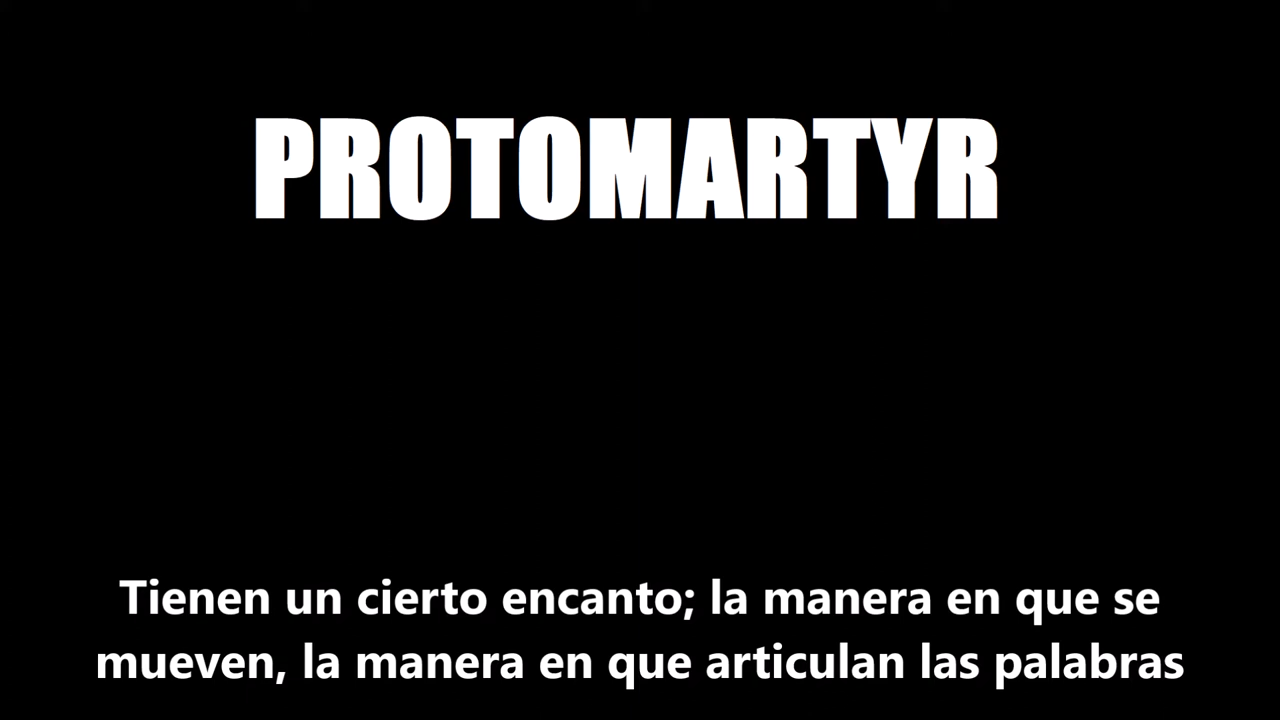 PROTOMARTYR
Tienen un cierto encanto; la manera en que se
mueven, la manera en que articulan las palabras